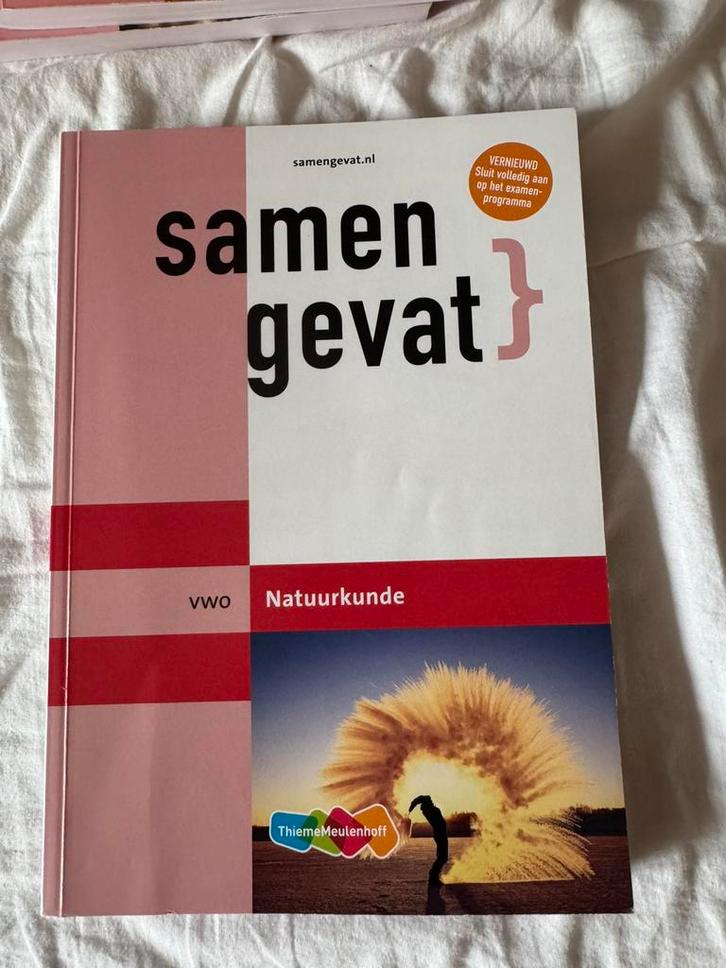 samengevat.nl
VERNIEUWD
Sluit volledig aan
op het examen-
programma
samen
gevat}
vwo
Natuurkunde
ThiemeMeulenhoff